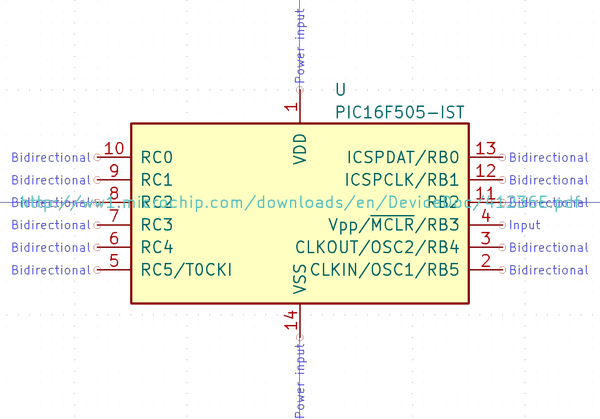 Power input
U
PIC16F505-IST
1
VDD
Bidirectional 10 RC0 ICSPDAT/RB0 13 Bidirectional
Bidirectional 9 RC1 ICSPCLK/RB1 12 Bidirectional
Bidirectional 8 RC2 RB2 11 Bidirectional
http://ww1.microchip.com/downloads/en/DeviceDoc/41236E.pdf
Bidirectional 7 RC3 Vpp/MCLR/RB3 4 Input
Bidirectional 6 RC4 CLKOUT/OSC2/RB4 3 Bidirectional
Bidirectional 5 RC5/T0CKI CLKIN/OSC1/RB5 2 Bidirectional
VSS
14
Power input